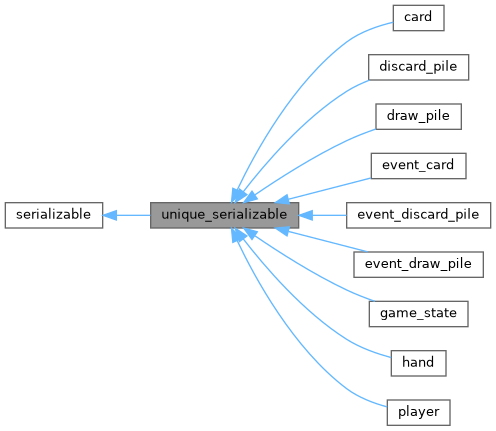 card
discard_pile
draw_pile
event_card
serializable
unique_serializable
event_discard_pile
event_draw_pile
game_state
hand
player